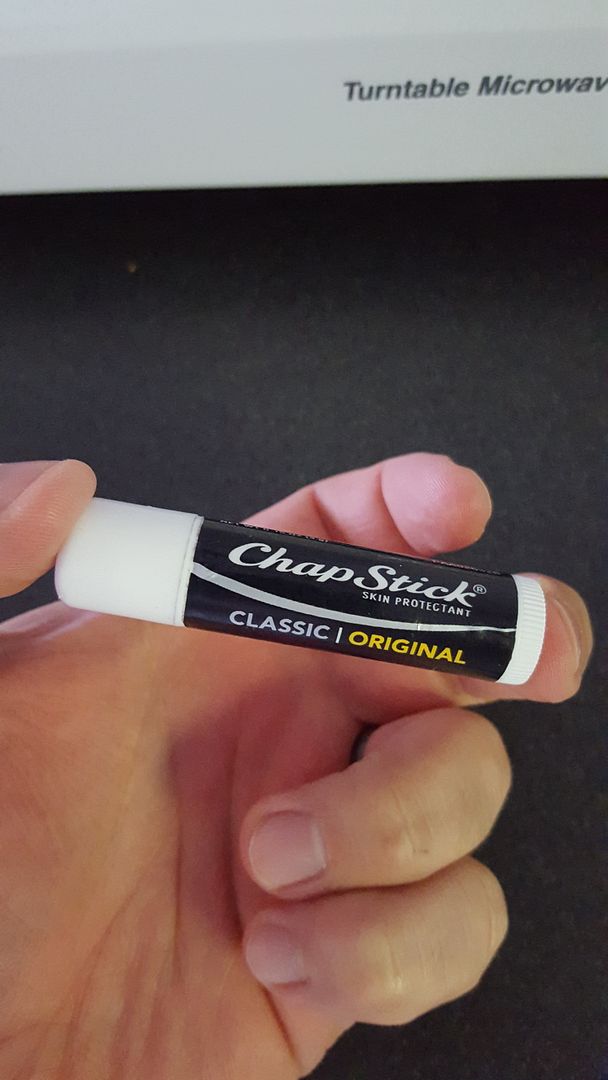 Turntable Microwav
ChapStick®
SKIN PROTECTANT
CLASSIC | ORIGINAL